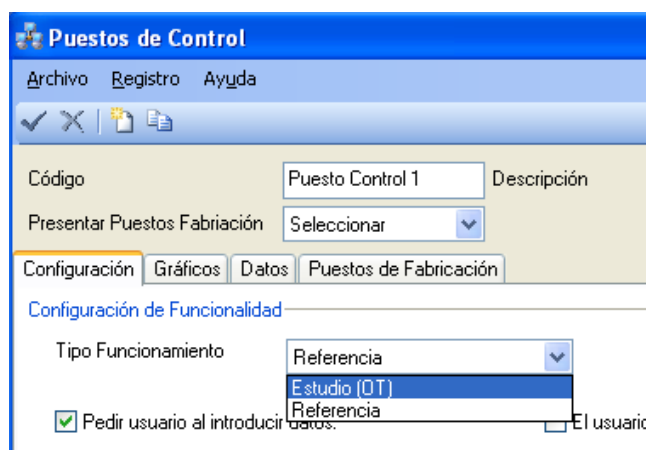 Puestos de Control
Archivo Registro Ayuda
Código Puesto Control 1 Descripción
Presentar Puestos Fabriación Seleccionar
Configuración Gráficos Datos Puestos de Fabricación
Configuración de Funcionalidad
Tipo Funcionamiento Referencia
Estudio (OT)
Referencia
Pedir usuario al introducir datos. El usuario